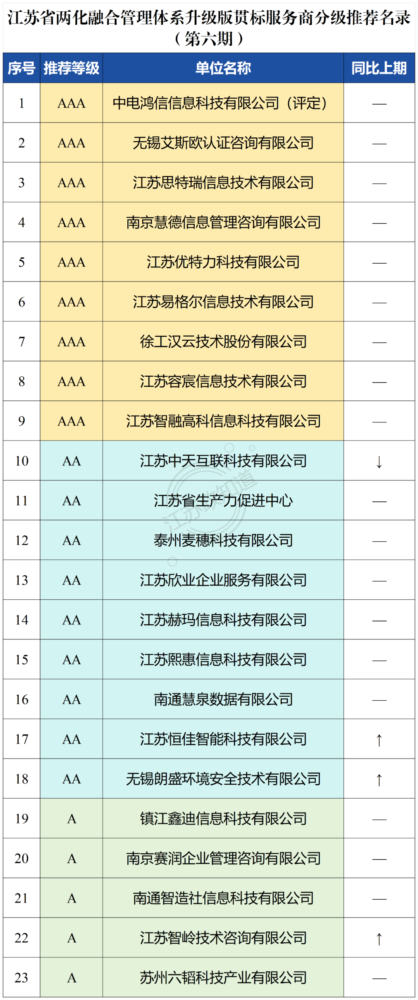 江苏省两化融合管理体系升级版贯标服务商分级推荐名录
（第六期）
序号 推荐等级 单位名称 同比上期
1 AAA 中电鸿信信息科技有限公司（评定） —
2 AAA 无锡艾斯欧认证咨询有限公司 —
3 AAA 江苏思特瑞信息技术有限公司 —
4 AAA 南京慧德信息管理咨询有限公司 —
5 AAA 江苏优特力科技有限公司 —
6 AAA 江苏易格尔信息技术有限公司 —
7 AAA 徐工汉云技术股份有限公司 —
8 AAA 江苏容宸信息技术有限公司 —
9 AAA 江苏智融高科信息科技有限公司 —
10 AA 江苏中天互联科技有限公司 ↓
11 AA 江苏省生产力促进中心 —
12 AA 泰州麦穗科技有限公司 —
13 AA 江苏欣业企业服务有限公司 —
14 AA 江苏赫玛信息科技有限公司 —
15 AA 江苏熙惠信息科技有限公司 —
16 AA 南通慧泉数据有限公司 —
17 AA 江苏恒佳智能科技有限公司 ↑
18 AA 无锡朗盛环境安全技术有限公司 ↑
19 A 镇江鑫迪信息科技有限公司 —
20 A 南京赛润企业管理咨询有限公司 —
21 A 南通智造社信息科技有限公司 —
22 A 江苏智岭技术咨询有限公司 ↑
23 A 苏州六韬科技产业有限公司 —
江苏政知道